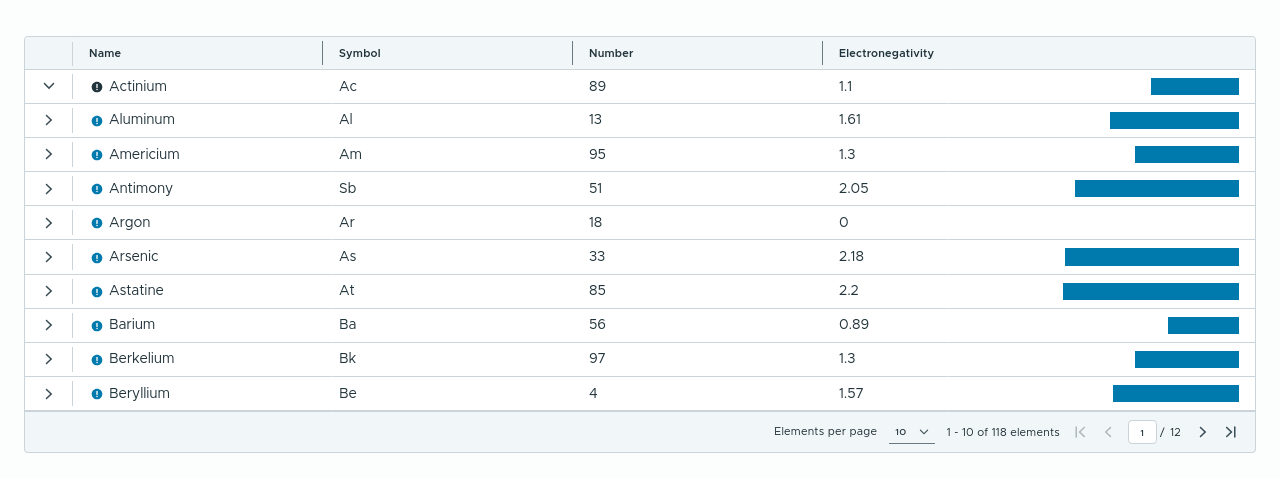 Name Symbol Number Electronegativity
Actinium Ac 89 1.1
Aluminum Al 13 1.61
Americium Am 95 1.3
Antimony Sb 51 2.05
Argon Ar 18 0
Arsenic As 33 2.18
Astatine At 85 2.2
Barium Ba 56 0.89
Berkelium Bk 97 1.3
Beryllium Be 4 1.57
Elements per page 10 1 - 10 of 118 elements 1 / 12